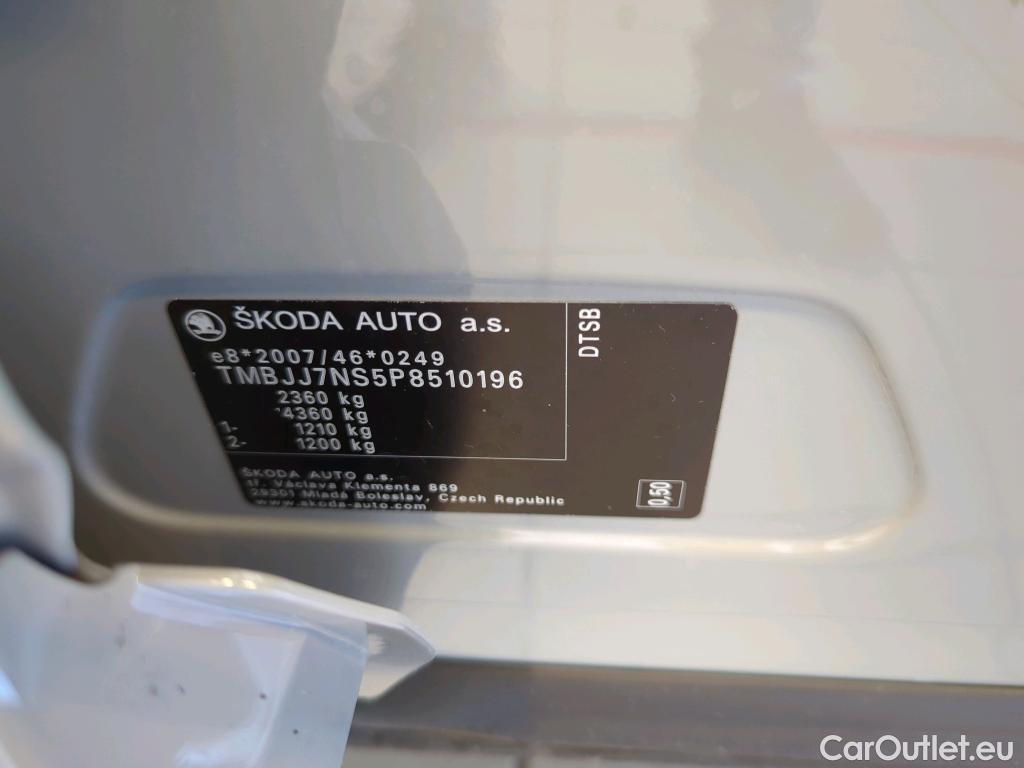 ŠKODA AUTO a.s.
e8*2007/46*0249
TMBJJ7NS5P8510196
2360 kg
4360 kg
1- 1210 kg
2- 1200 kg
DTSB
ŠKODA AUTO a.s.
tř. Václava Klementa 869
29301 Mladá Boleslav, Czech Republic
www.skoda-auto.com
0,50
CarOutlet.eu